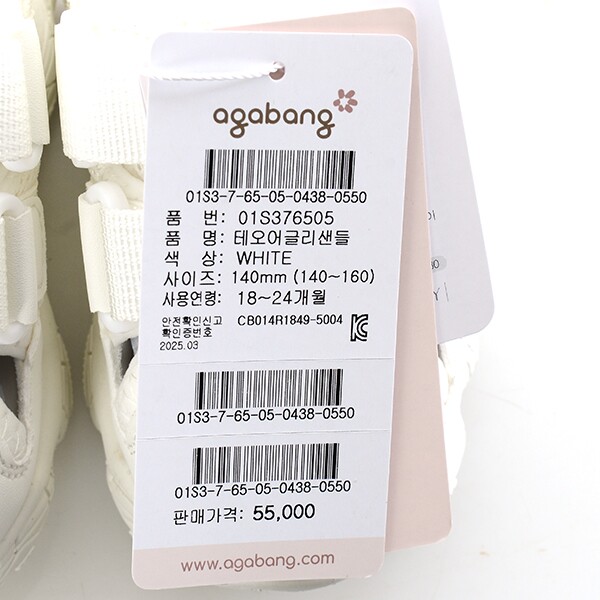 agabang
01S3-7-65-05-0438-0550
품 번: 01S376505
품 명: 테오어글리샌들
색 상: WHITE
사이즈: 140mm (140~160)
사용연령: 18~24개월
안전확인신고
확인증번호 CB014R1849-5004
2025.03
01S3-7-65-05-0438-0550
01S3-7-65-05-0438-0550
판매가격: 55,000
www.agabang.com